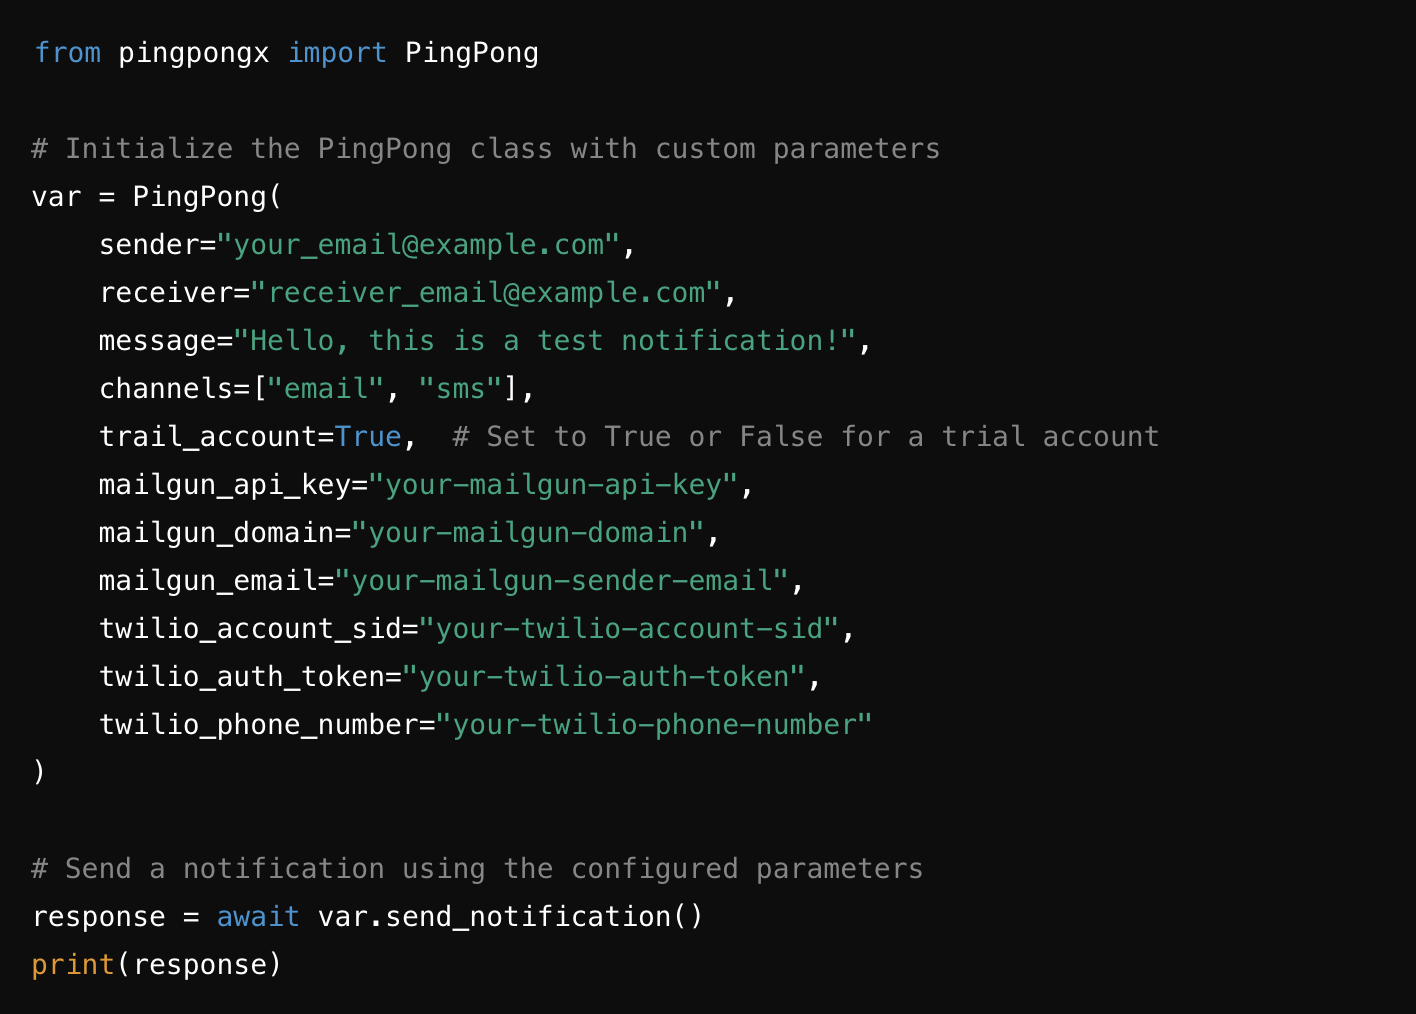 from pingpongx import PingPong
# Initialize the PingPong class with custom parameters
var = PingPong(
    sender="your_email@example.com",
    receiver="receiver_email@example.com",
    message="Hello, this is a test notification!",
    channels=["email", "sms"],
    trail_account=True,  # Set to True or False for a trial account
    mailgun_api_key="your-mailgun-api-key",
    mailgun_domain="your-mailgun-domain",
    mailgun_email="your-mailgun-sender-email",
    twilio_account_sid="your-twilio-account-sid",
    twilio_auth_token="your-twilio-auth-token",
    twilio_phone_number="your-twilio-phone-number"
)
# Send a notification using the configured parameters
response = await var.send_notification()
print(response)